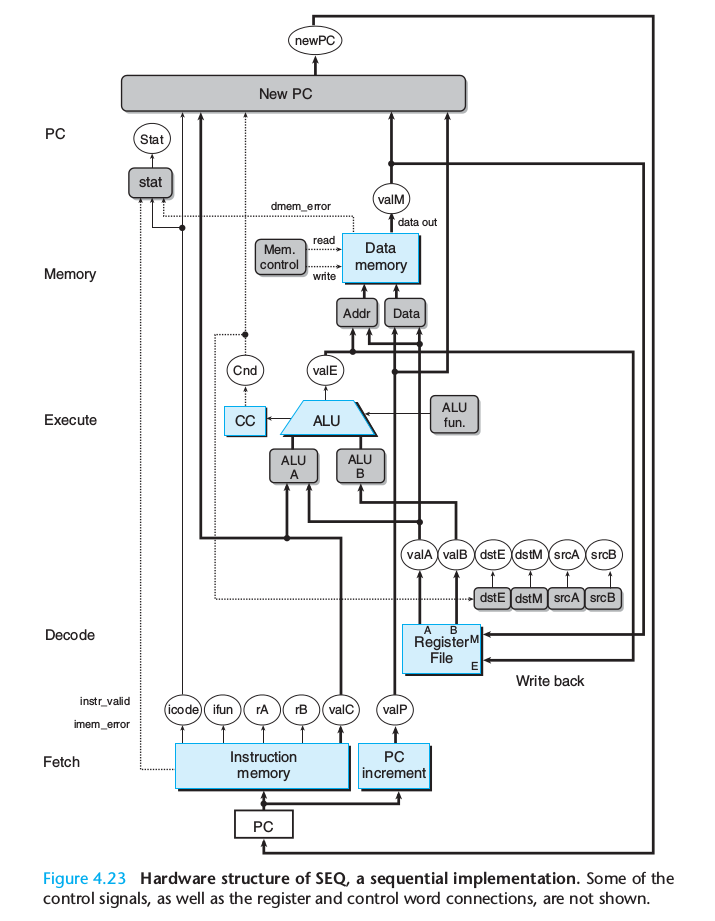 newPC
New PC
PC
Stat
stat
valM
dmem_error
data out
read
Mem.
control
Data
memory
Memory
write
Addr
Data
Cnd
valE
ALU
fun.
Execute
CC
ALU
ALU
A
ALU
B
valA
valB
dstE
dstM
srcA
srcB
dstE
dstM
srcA
srcB
Decode
A
B
Register
File
M
E
Write back
instr_valid
imem_error
icode
ifun
rA
rB
valC
valP
Fetch
Instruction
memory
PC
increment
PC
Figure 4.23 Hardware structure of SEQ, a sequential implementation. Some of the
control signals, as well as the register and control word connections, are not shown.